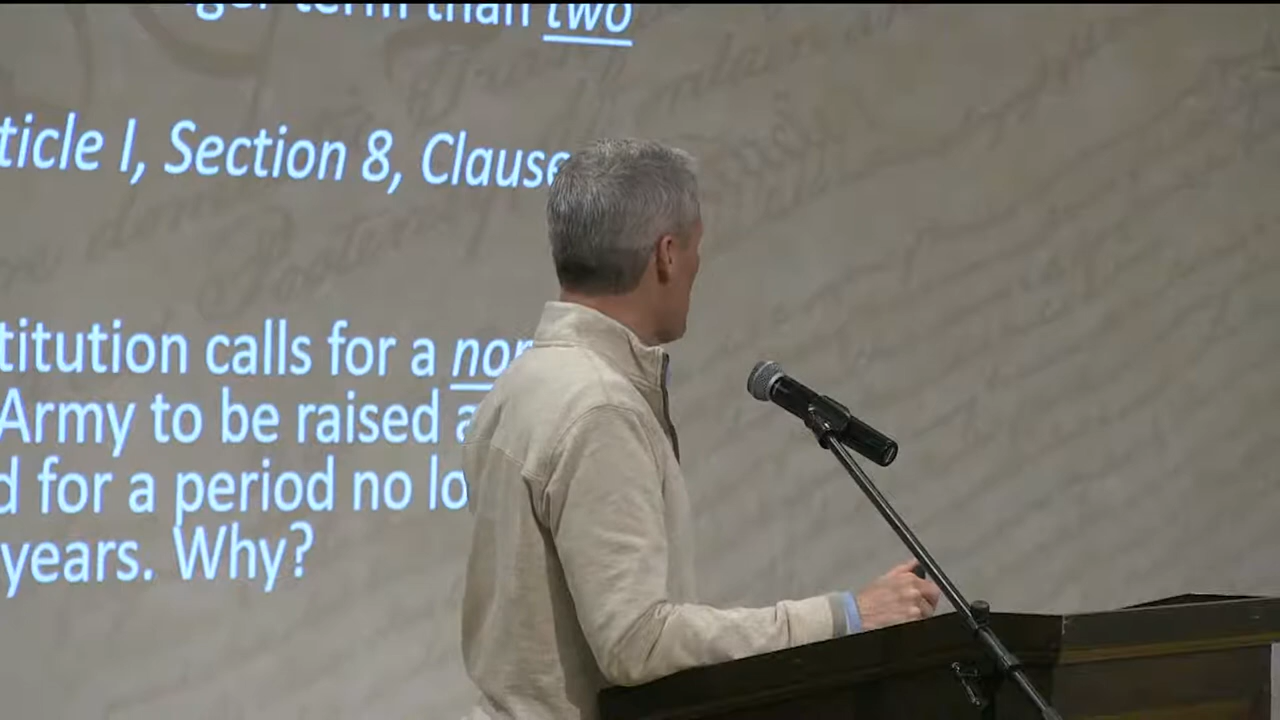 ger term than two
ticle I, Section 8, Clause
titution calls for a non
Army to be raised a
d for a period no lo
years. Why?